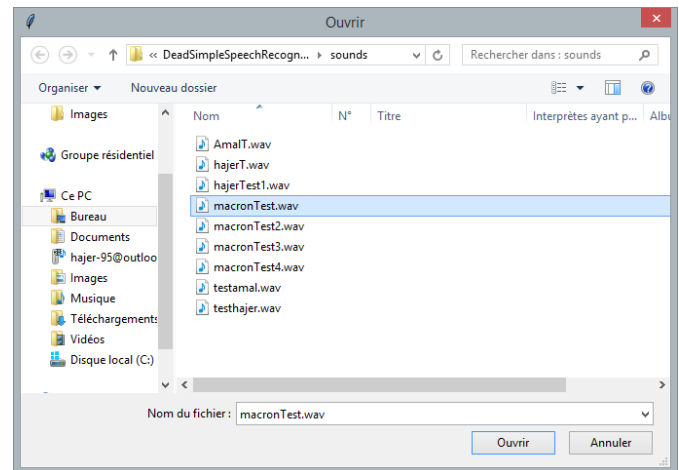 Ouvrir
« DeadSimpleSpeechRecogn... sounds
Rechercher dans : sounds
Organiser Nouveau dossier
Images
Groupe résidentiel
Ce PC
Bureau
Documents
hajer-95@outloo
Images
Musique
Téléchargements
Vidéos
Disque local (C:)
Nom N° Titre Interprètes ayant p... Albu
AmalT.wav
hajerT.wav
hajerTest1.wav
macronTest.wav
macronTest2.wav
macronTest3.wav
macronTest4.wav
testamal.wav
testhajer.wav
Nom du fichier : macronTest.wav
Ouvrir Annuler